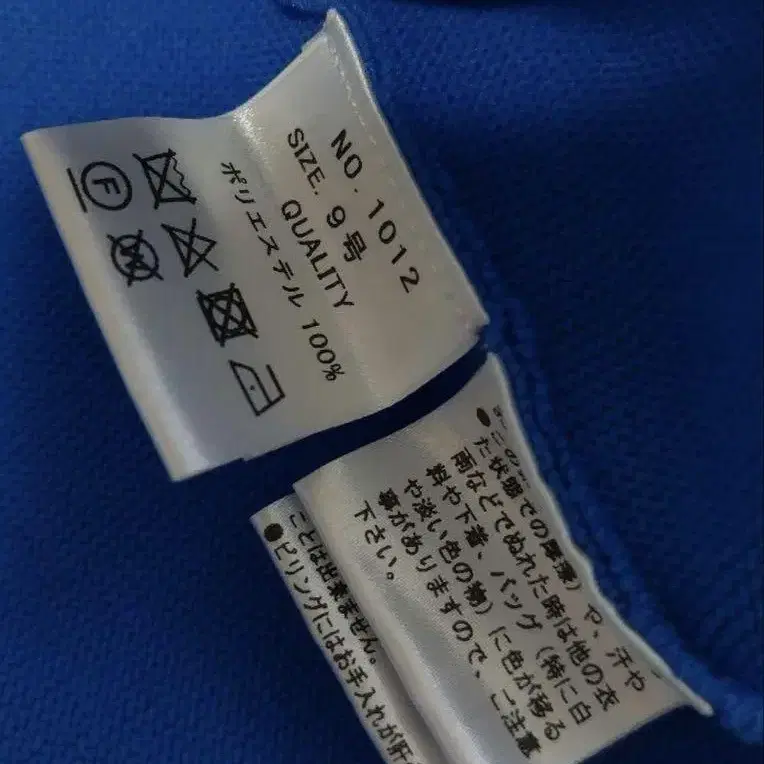 NO. 1012
SIZE. 9号
QUALITY
ポリエステル 100%
F
W
た状態での摩擦)や、汗や
雨などでぬれた時は他の衣
料や下着、バッグ(特に白
や淡い色の物)に色が移る
事がありますので、ご注意
下さい。
ことは出来ません。
●ピリングにはお手入れが肝